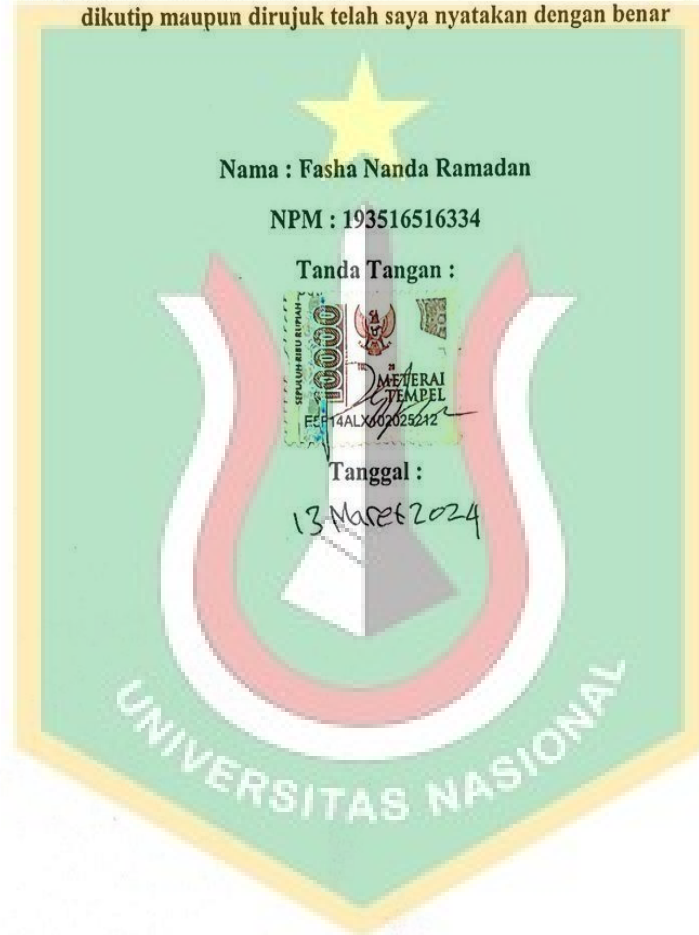 dikutip maupun dirujuk telah saya nyatakan dengan benar
Nama : Fasha Nanda Ramadan
NPM : 193516516334
Tanda Tangan :
SEPULUH RIBU RUPIAH
10000
METERAI
TEMPEL
Tanggal :
13 Maret 2024
UNIVERSITAS NASIONAL